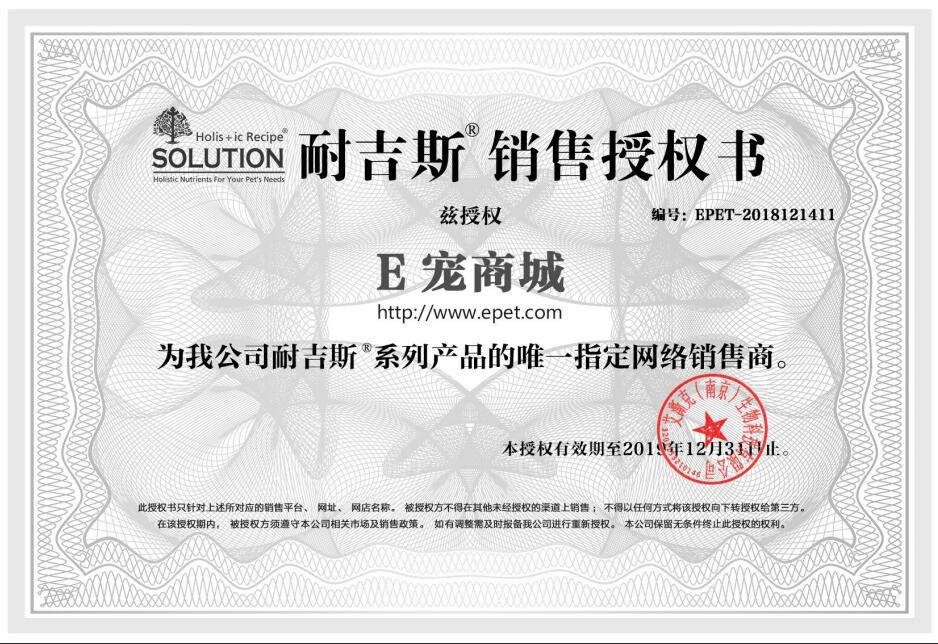 Holis+ic Recipe®
SOLUTION
Holistic Nutrients For Your Pet's Needs
耐吉斯®销售授权书
兹授权
编号: EPET-2018121411
E 宠商城
http://www.epet.com
为我公司耐吉斯®系列产品的唯一指定网络销售商。
艾尔克（南京）生物科技有限公司
本授权有效期至2019年12月31日止。
此授权书只针对上述所对应的销售平台、 网址、 网店名称。 被授权方不得在其他未经授权的渠道上销售； 不得以任何方式将该授权向下转授权给第三方。
在该授权期内， 被授权方须遵守本公司相关市场及销售政策。 如有调整需及时报备我公司进行重新授权。 本公司保留无条件终止此授权的权利。